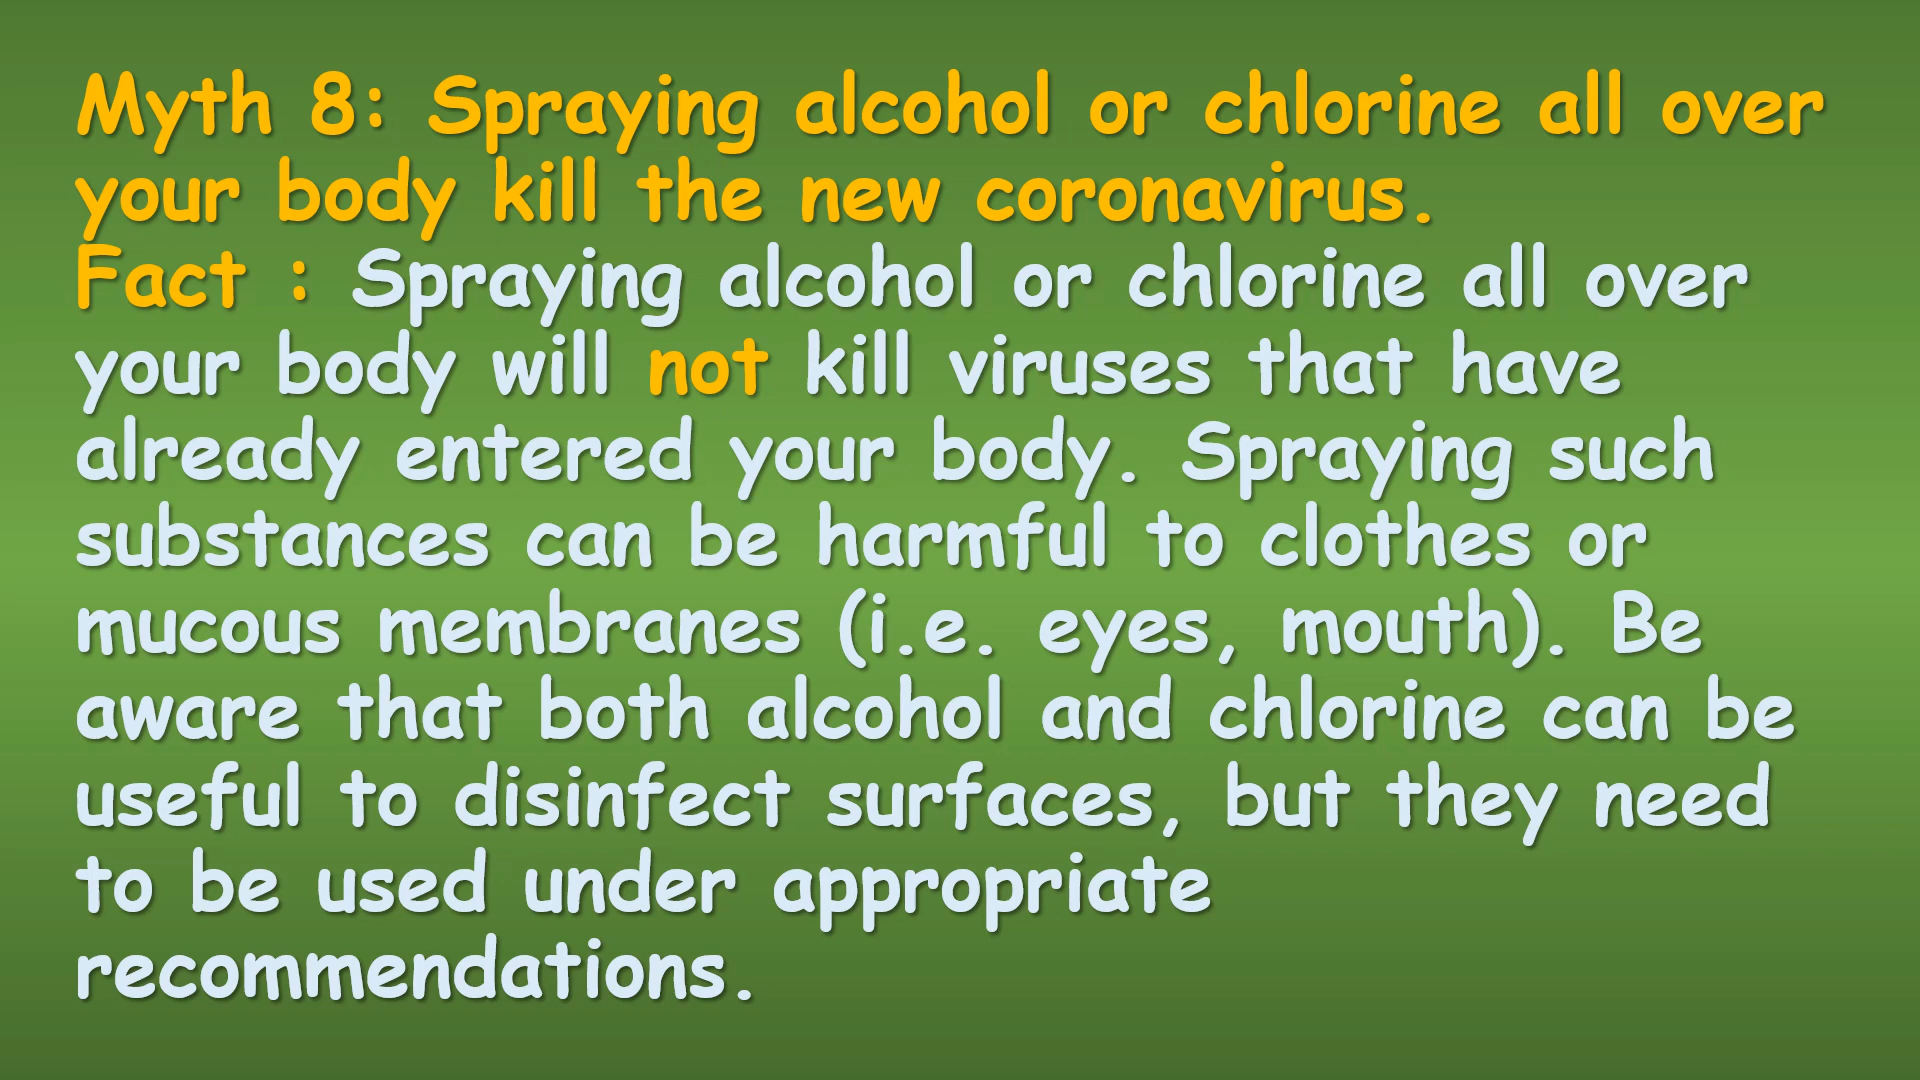 Myth 8: Spraying alcohol or chlorine all over
your body kill the new coronavirus.
Fact : Spraying alcohol or chlorine all over
your body will not kill viruses that have
already entered your body. Spraying such
substances can be harmful to clothes or
mucous membranes (i.e. eyes, mouth). Be
aware that both alcohol and chlorine can be
useful to disinfect surfaces, but they need
to be used under appropriate
recommendations.